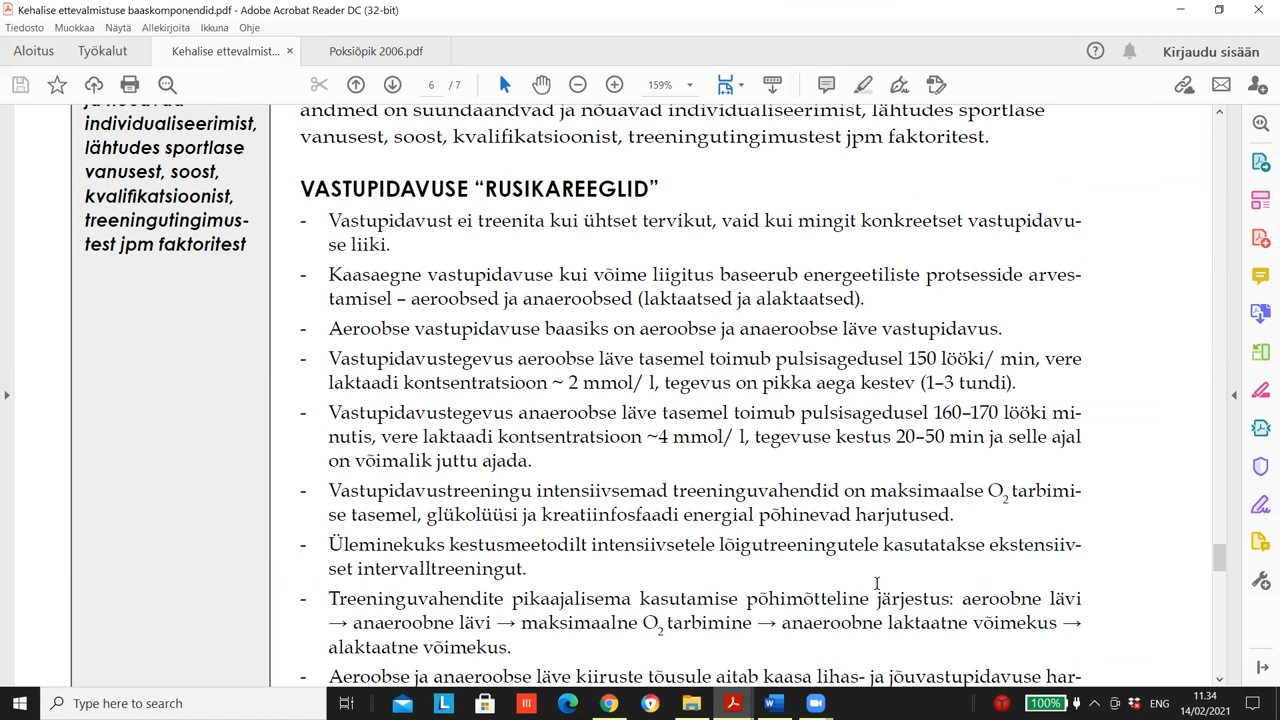 Kehalise ettevalmistuse baaskomponendid.pdf - Adobe Acrobat Reader DC (32-bit)
Tiedosto Muokkaa Näytä Allekirjoita Ikkuna Ohje
Aloitus Työkalut Kehalise ettevalmist... × Poksiõpik 2006.pdf Kirjaudu sisään
6 / 7 159%
individualiseerimist,
lähtudes sportlase
vanusest, soost,
kvalifikatsioonist,
treeningutingimus-
test jpm faktoritest
andmed on suundaandvad ja nõuavad individualiseerimist, lähtudes sportlase
vanusest, soost, kvalifikatsioonist, treeningutingimustest jpm faktoritest.
VASTUPIDAVUSE “RUSIKAREEGLID”
- Vastupidavust ei treenita kui ühtset tervikut, vaid kui mingit konkreetset vastupidavu-
se liiki.
- Kaasaegne vastupidavuse kui võime liigitus baseerub energeetiliste protsesside arves-
tamisel – aeroobsed ja anaeroobsed (laktaatsed ja alaktaatsed).
- Aeroobse vastupidavuse baasiks on aeroobse ja anaeroobse läve vastupidavus.
- Vastupidavustegevus aeroobse läve tasemel toimub pulsisagedusel 150 lööki/ min, vere
laktaadi kontsentratsioon ~ 2 mmol/ l, tegevus on pikka aega kestev (1–3 tundi).
- Vastupidavustegevus anaeroobse läve tasemel toimub pulsisagedusel 160–170 lööki mi-
nutis, vere laktaadi kontsentratsioon ~4 mmol/ l, tegevuse kestus 20–50 min ja selle ajal
on võimalik juttu ajada.
- Vastupidavustreeningu intensiivsemad treeninguvahendid on maksimaalse O2 tarbimi-
se tasemel, glükolüüsi ja kreatiinfosfaadi energial põhinevad harjutused.
- Üleminekuks kestusmeetodilt intensiivsetele lõigutreeningutele kasutatakse ekstensiiv-
set intervalltreeningut.
- Treeninguvahendite pikaajalisema kasutamise põhimõtteline järjestus: aeroobne lävi
→ anaeroobne lävi → maksimaalne O2 tarbimine → anaeroobne laktaatne võimekus →
alaktaatne võimekus.
- Aeroobse ja anaeroobse läve kiiruste tõusule aitab kaasa lihas- ja jõuvastupidavuse har-
Type here to search 100% ENG 11.34
14/02/2021